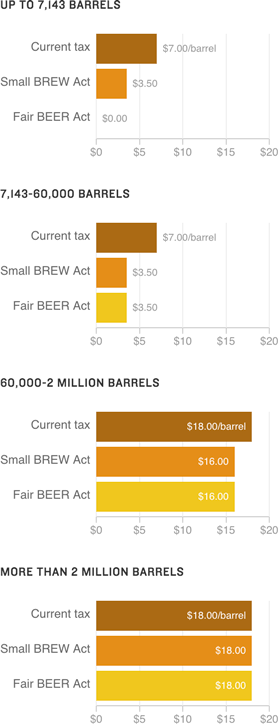 UP TO 7,143 BARRELS
Current tax $7.00/barrel
Small BREW Act $3.50
Fair BEER Act $0.00
$0 $5 $10 $15 $20
7,143-60,000 BARRELS
Current tax $7.00/barrel
Small BREW Act $3.50
Fair BEER Act $3.50
$0 $5 $10 $15 $20
60,000-2 MILLION BARRELS
Current tax $18.00/barrel
Small BREW Act $16.00
Fair BEER Act $16.00
$0 $5 $10 $15 $20
MORE THAN 2 MILLION BARRELS
Current tax $18.00/barrel
Small BREW Act $18.00
Fair BEER Act $18.00
$0 $5 $10 $15 $20